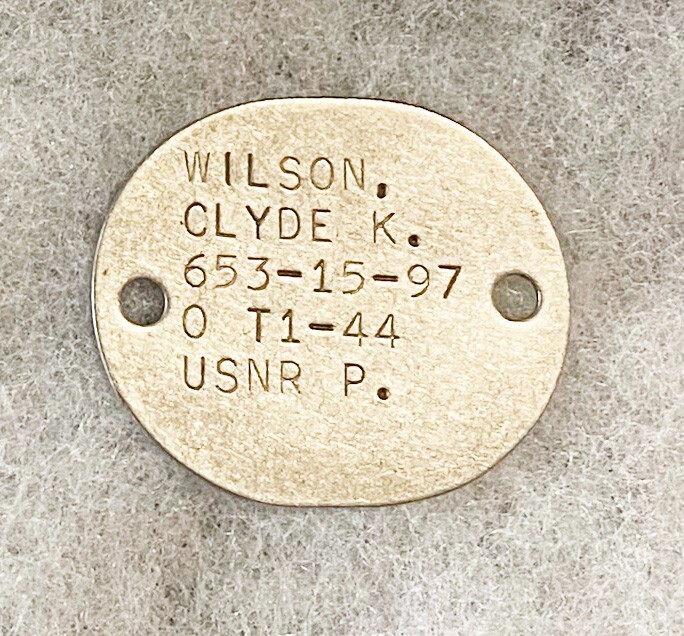 WILSON,
CLYDE K.
653-15-97
O T1-44
USNR P.